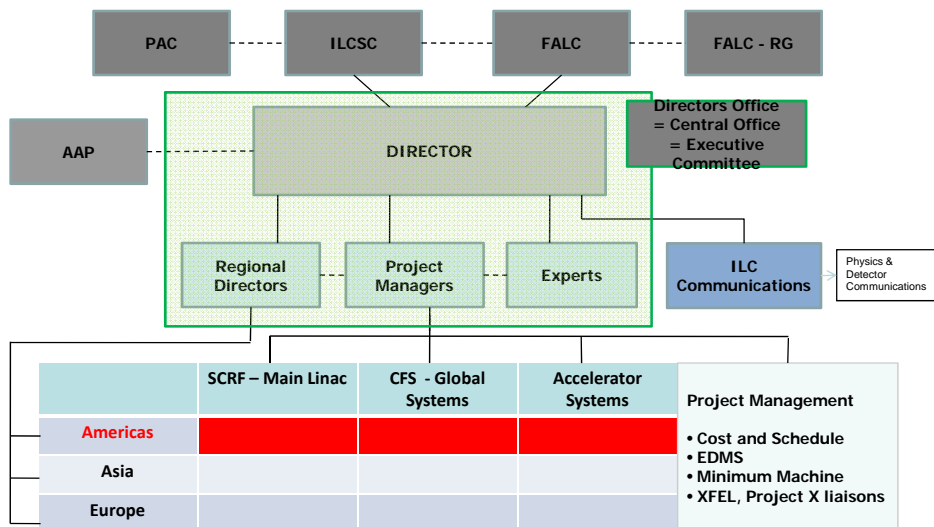 PAC
ILCSC
FALC
FALC - RG
Directors Office
= Central Office
= Executive
Committee
AAP
DIRECTOR
Regional
Directors
Project
Managers
Experts
ILC
Communications
Physics &
Detector
Communications
SCRF – Main Linac
CFS - Global
Systems
Accelerator
Systems
Project Management
• Cost and Schedule
• EDMS
• Minimum Machine
• XFEL, Project X liaisons
Americas
Asia
Europe